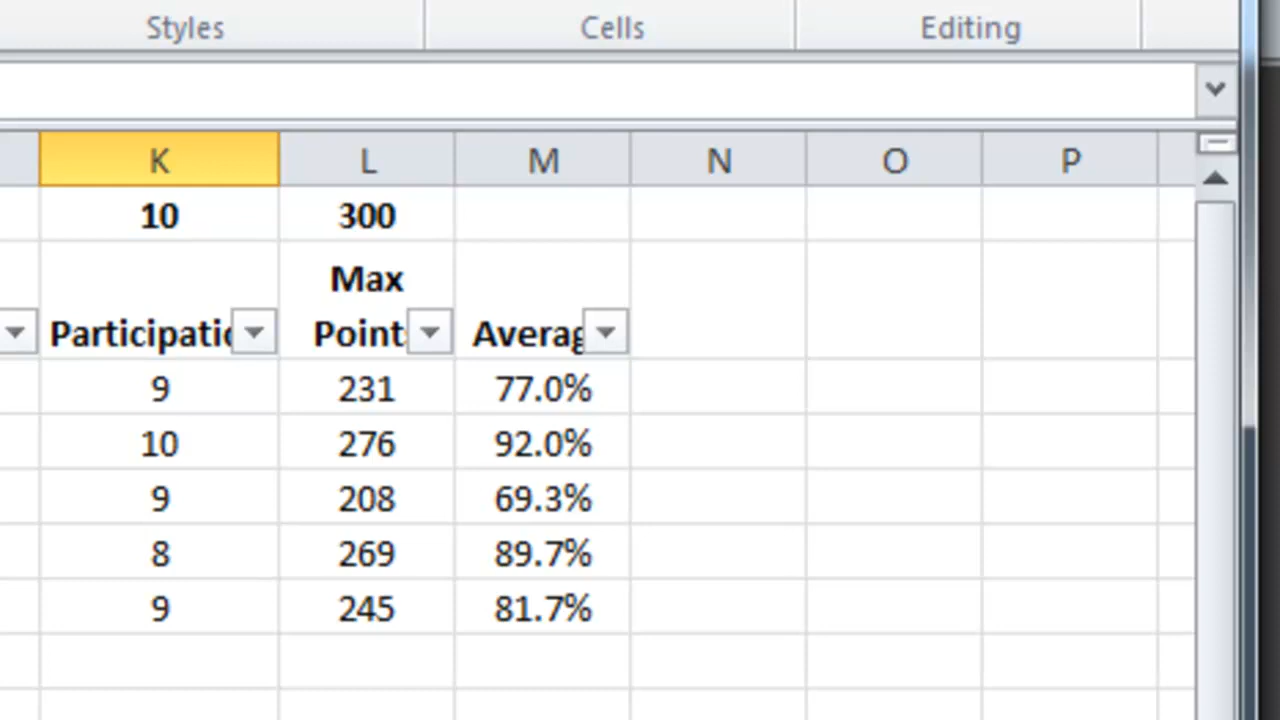 Styles Cells Editing
K L M N O P
10 300
Max
Participatio Point Averag
9 231 77.0%
10 276 92.0%
9 208 69.3%
8 269 89.7%
9 245 81.7%